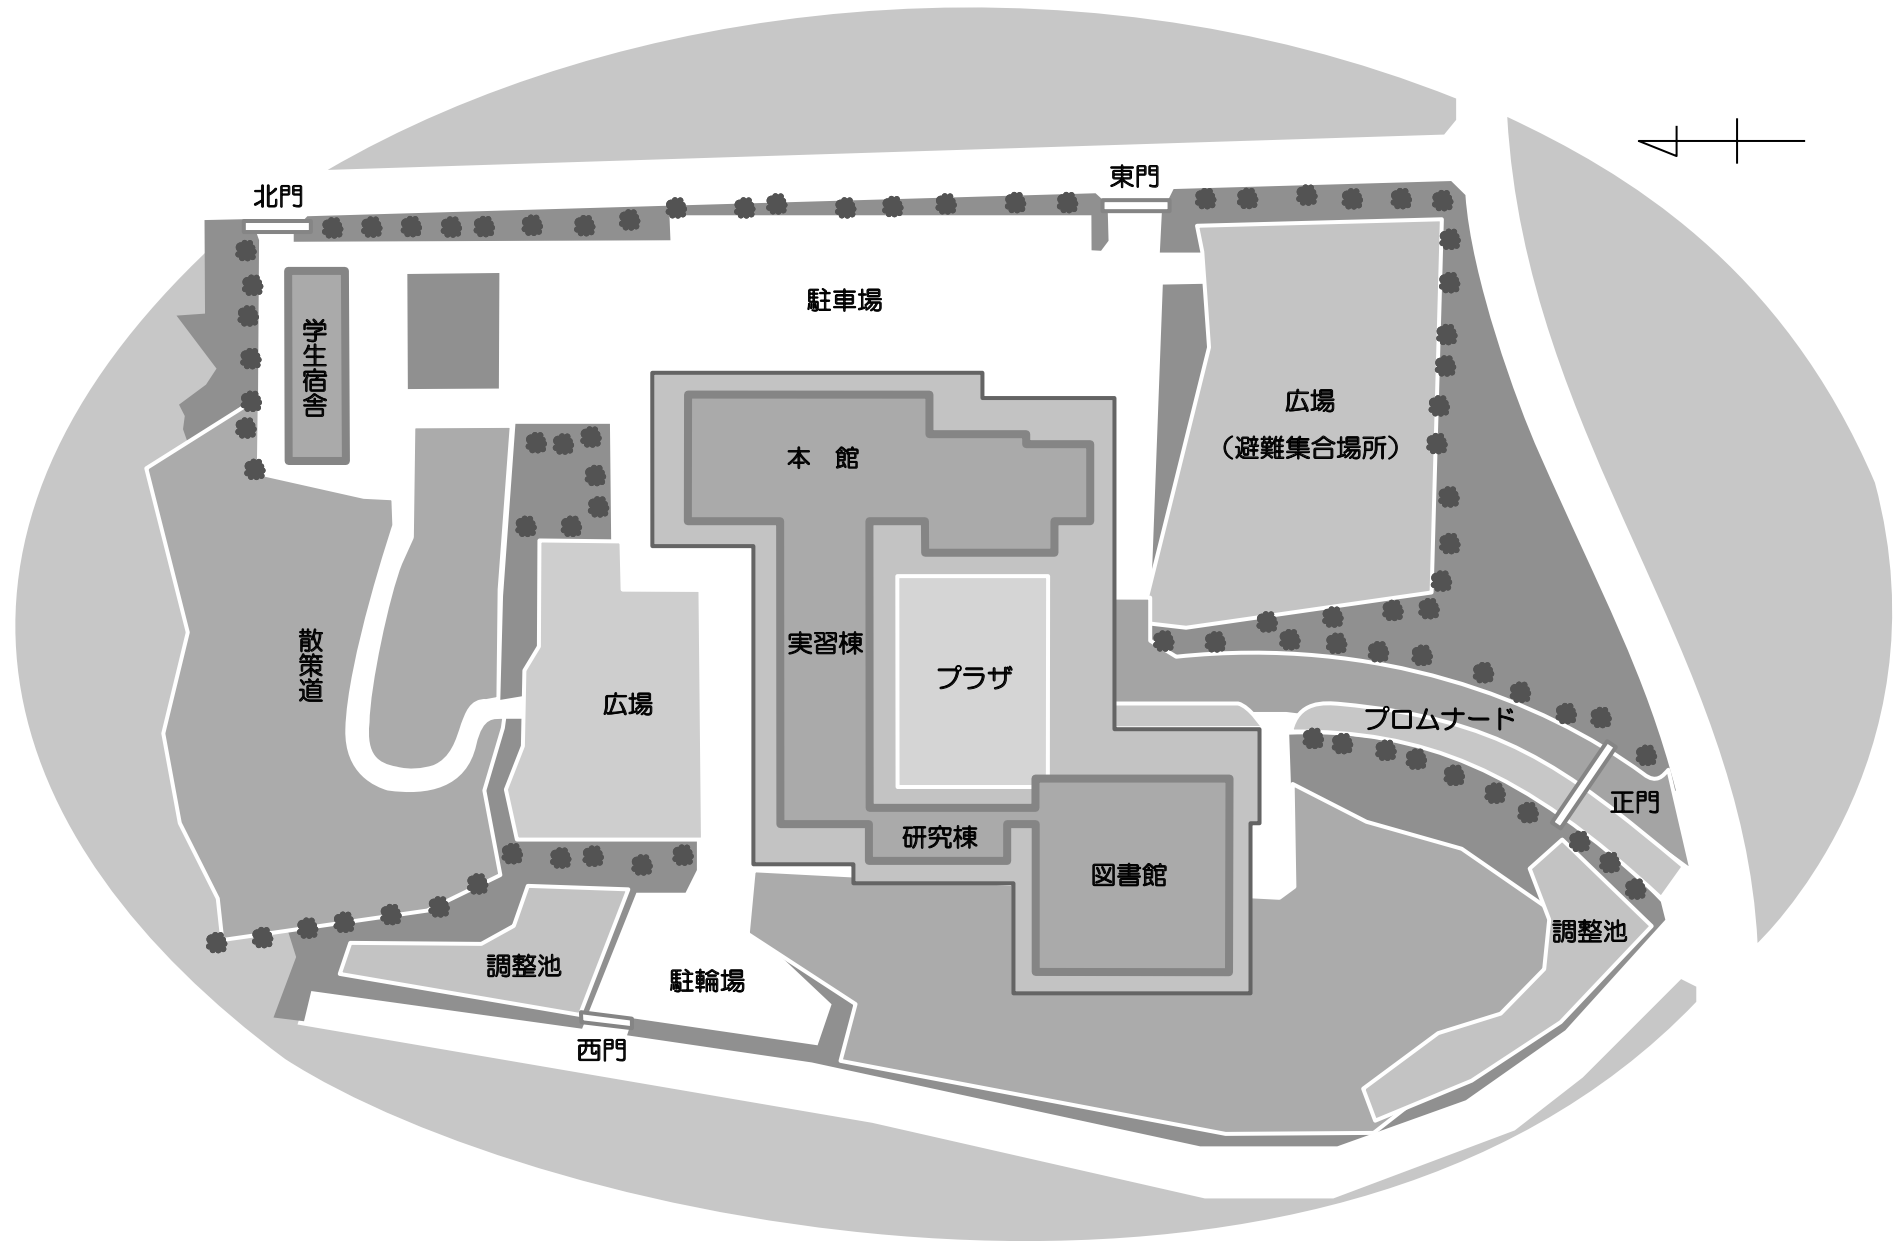 東門
北門
駐車場
学生宿舎
広場
（避難集合場所）
本　館
散策道
実習棟
プラザ
広場
プロムナード
正門
研究棟
図書館
調整池
調整池
駐輪場
西門